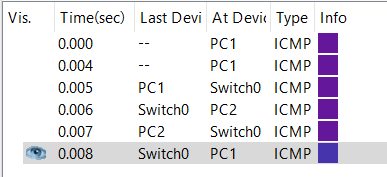 Vis. Time(sec) Last Devi At Devic Type Info
0.000 -- PC1 ICMP
0.004 -- PC1 ICMP
0.005 PC1 Switch0 ICMP
0.006 Switch0 PC2 ICMP
0.007 PC2 Switch0 ICMP
0.008 Switch0 PC1 ICMP